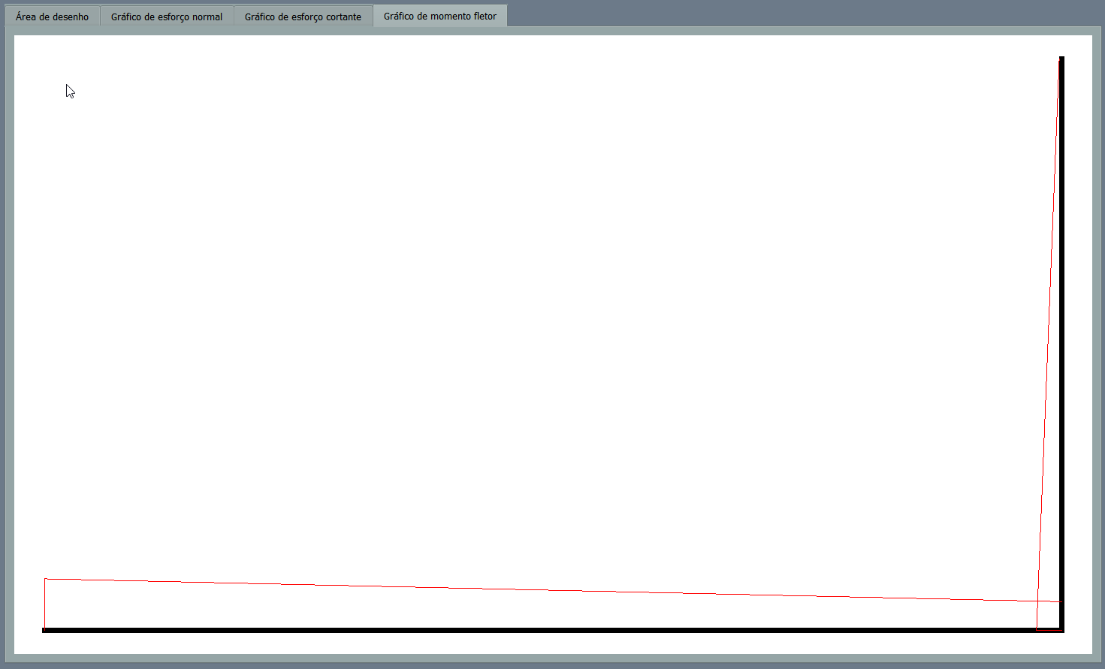 Área de desenho
Gráfico de esforço normal
Gráfico de esforço cortante
Gráfico de momento fletor